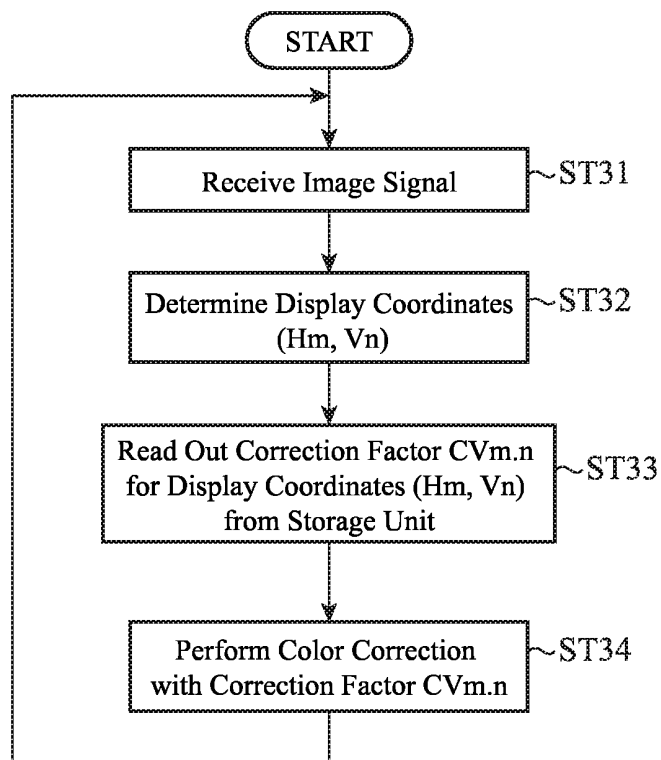 START
Receive Image Signal
ST31
Determine Display Coordinates
(Hm, Vn)
ST32
Read Out Correction Factor CVm.n
for Display Coordinates (Hm, Vn)
from Storage Unit
ST33
Perform Color Correction
with Correction Factor CVm.n
ST34